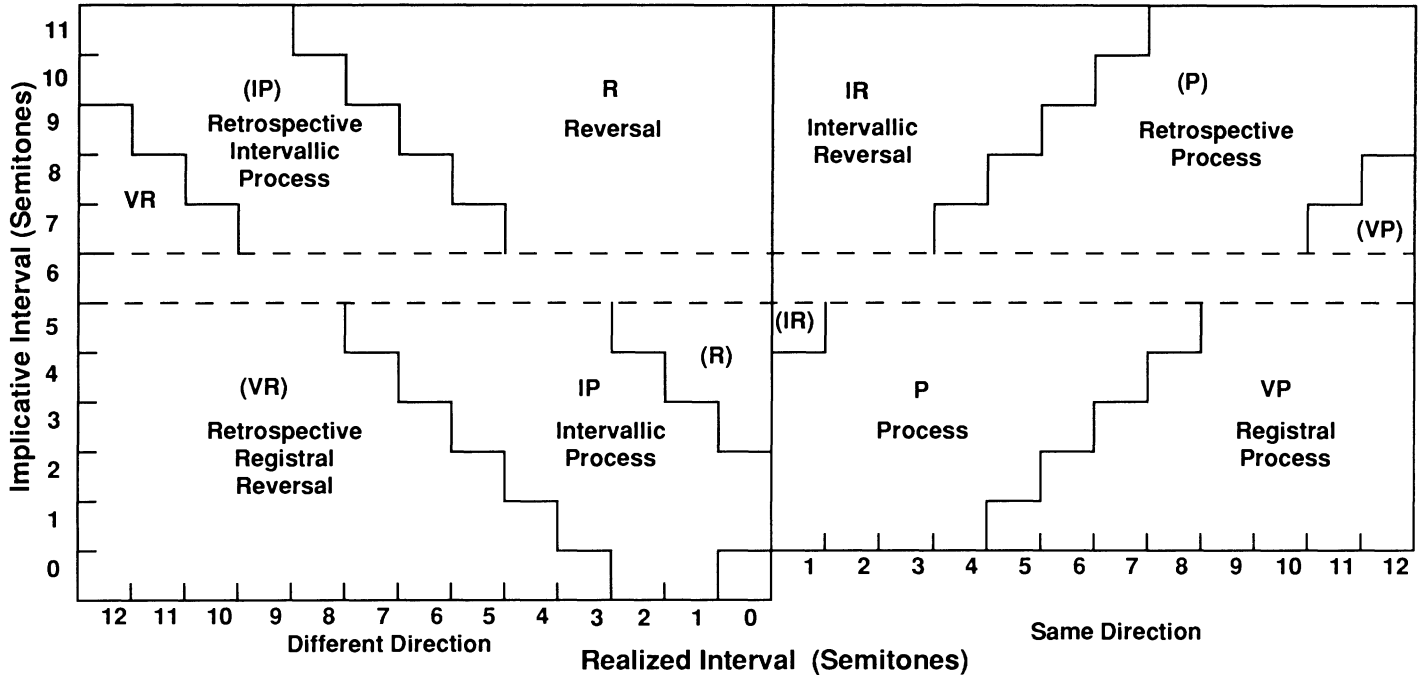 Implicative Interval (Semitones)
11
10
9
8
7
6
5
4
3
2
1
0
(IP)
Retrospective
Intervallic
Process
VR
R
Reversal
IR
Intervallic
Reversal
(P)
Retrospective
Process
(VP)
(VR)
Retrospective
Registral
Reversal
IP
Intervallic
Process
(R)
(IR)
P
Process
VP
Registral
Process
12 11 10 9 8 7 6 5 4 3 2 1 0
1 2 3 4 5 6 7 8 9 10 11 12
Different Direction
Same Direction
Realized Interval (Semitones)